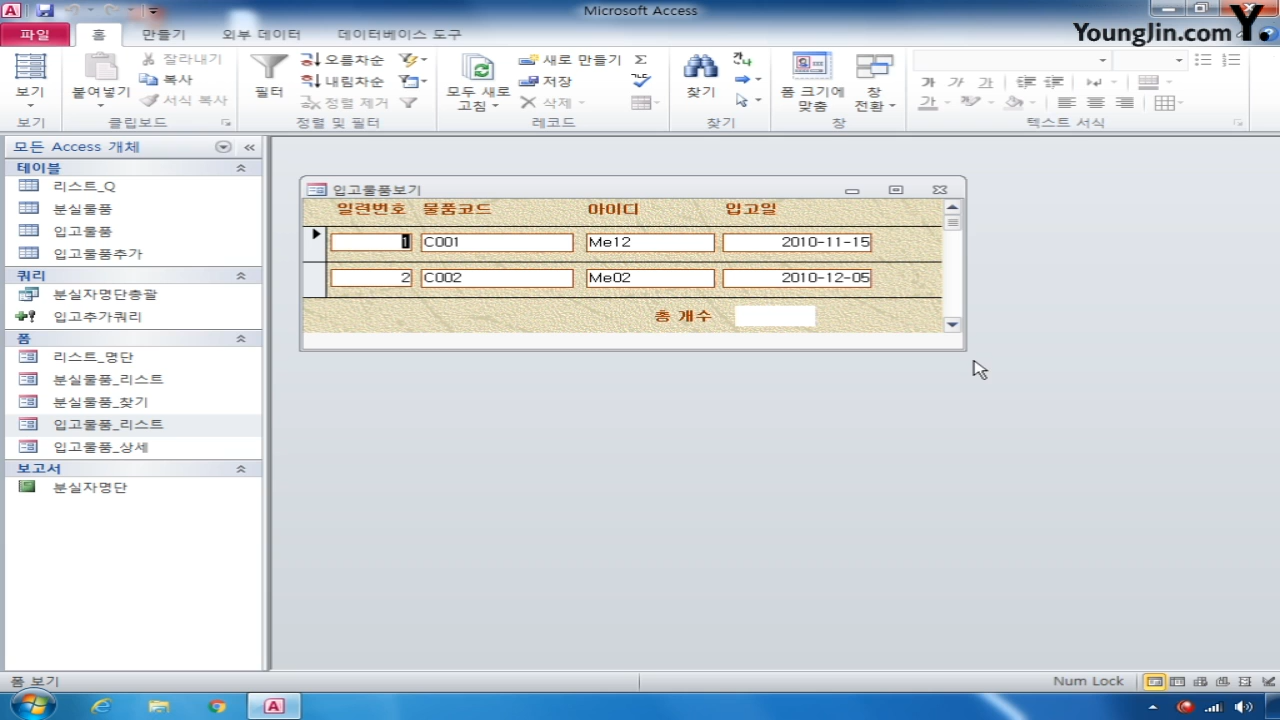 Microsoft Access
YoungJin.com Y.
파일 홈 만들기 외부 데이터 데이터베이스 도구
보기
보기
붙여넣기
잘라내기
복사
서식 복사
클립보드
필터
오름차순
내림차순
정렬 제거
정렬 및 필터
모두 새로
고침
새로 만들기
저장
삭제
레코드
찾기
찾기
폼 크기에
맞춤
창
전환
창
가 가 가
가
텍스트 서식
모든 Access 개체
테이블
리스트_Q
분실물품
입고물품
입고물품추가
쿼리
분실자명단총괄
입고추가쿼리
폼
리스트_명단
분실물품_리스트
분실물품_찾기
입고물품_리스트
입고물품_상세
보고서
분실자명단
입고물품보기
일련번호 물품코드 아이디 입고일
1 C001 Me12 2010-11-15
2 C002 Me02 2010-12-05
총 개수
폼 보기
Num Lock